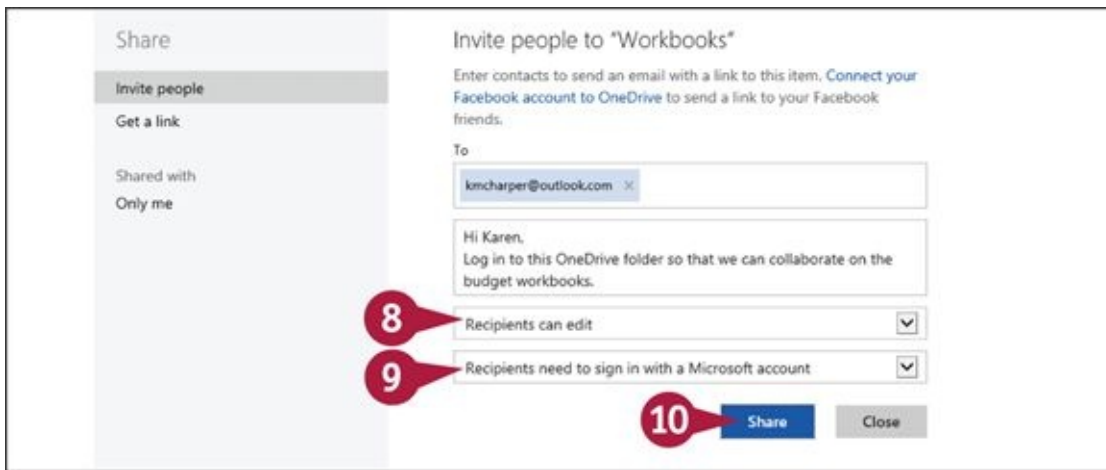 Share
Invite people
Get a link
Shared with
Only me
Invite people to "Workbooks"
Enter contacts to send an email with a link to this item. Connect your
Facebook account to OneDrive to send a link to your Facebook
friends.
To
kmcharper@outlook.com ×
Hi Karen,
Log in to this OneDrive folder so that we can collaborate on the
budget workbooks.
8 Recipients can edit
9 Recipients need to sign in with a Microsoft account
10 Share Close